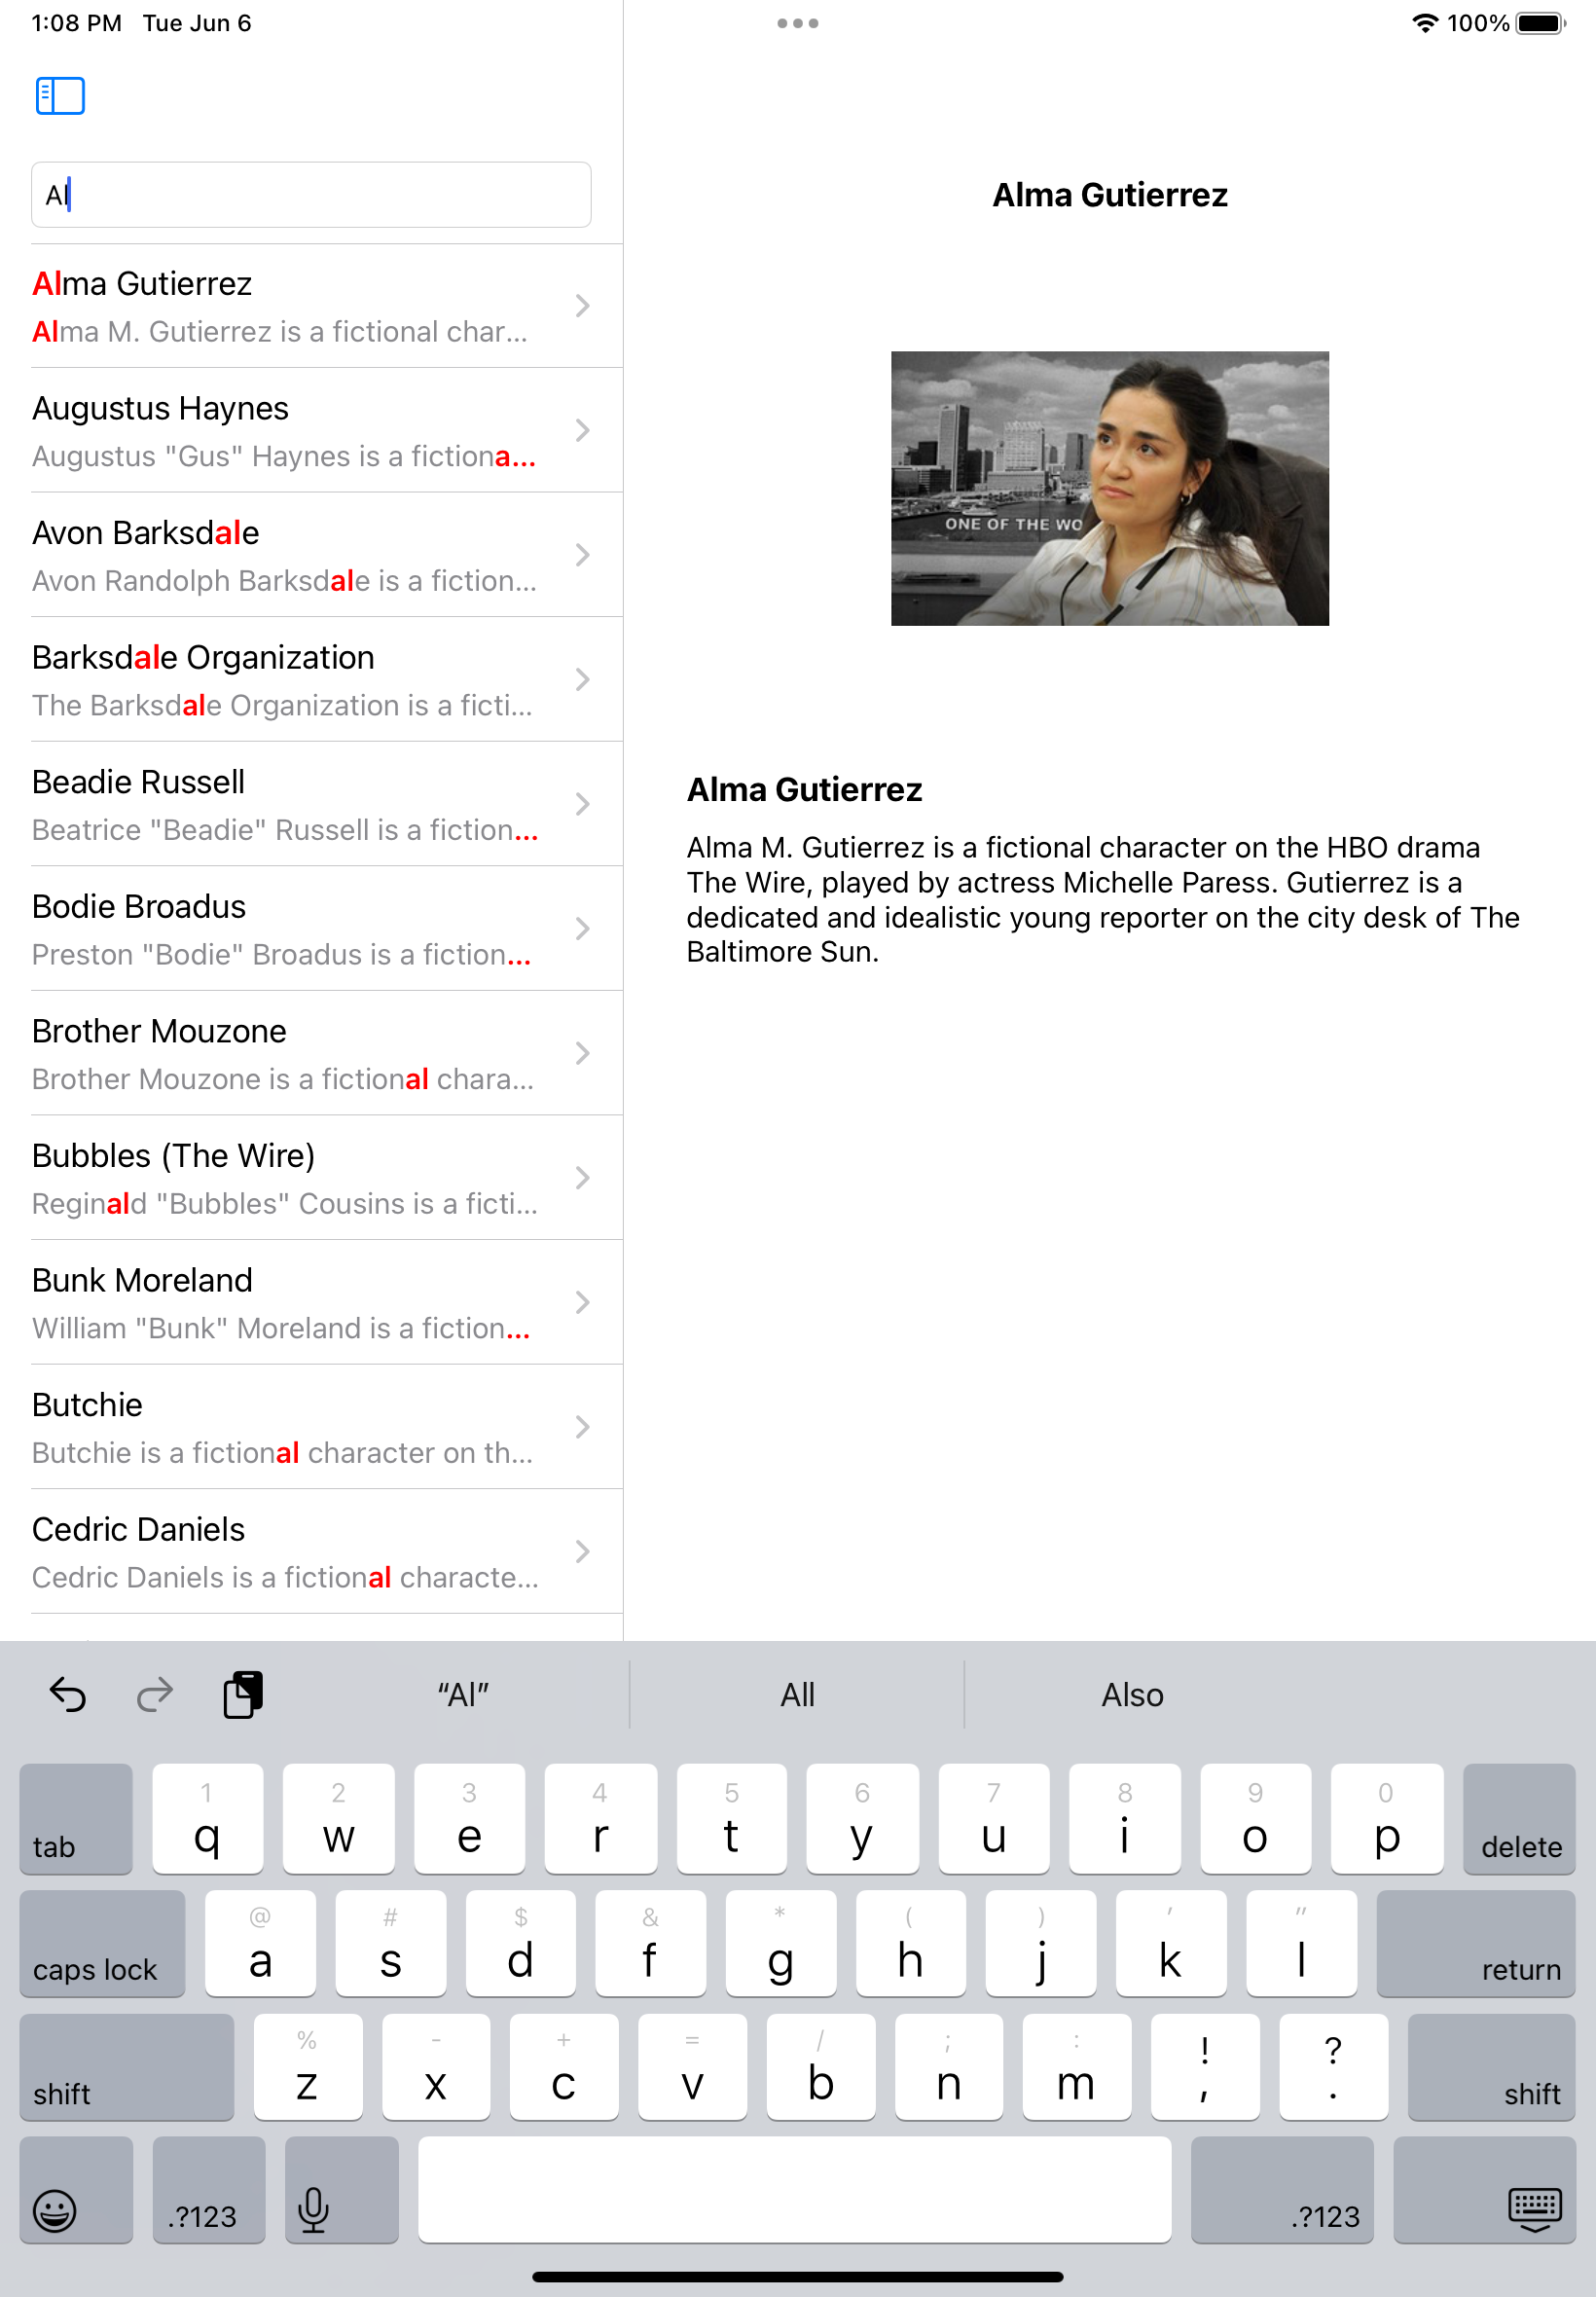 1:08 PM Tue Jun 6
100%
Al
Alma Gutierrez
Alma M. Gutierrez is a fictional char...
Augustus Haynes
Augustus "Gus" Haynes is a fictiona...
Avon Barksdale
Avon Randolph Barksdale is a fiction...
Barksdale Organization
The Barksdale Organization is a ficti...
Beadie Russell
Beatrice "Beadie" Russell is a fiction...
Bodie Broadus
Preston "Bodie" Broadus is a fiction...
Brother Mouzone
Brother Mouzone is a fictional chara...
Bubbles (The Wire)
Reginald "Bubbles" Cousins is a ficti...
Bunk Moreland
William "Bunk" Moreland is a fiction...
Butchie
Butchie is a fictional character on th...
Cedric Daniels
Cedric Daniels is a fictional characte...
Alma Gutierrez
ONE OF THE WO
Alma Gutierrez
Alma M. Gutierrez is a fictional character on the HBO drama
The Wire, played by actress Michelle Paress. Gutierrez is a
dedicated and idealistic young reporter on the city desk of The
Baltimore Sun.
“Al” All Also
1 2 3 4 5 6 7 8 9 0
tab q w e r t y u i o p delete
@ # $ & * ( ) ' "
caps lock a s d f g h j k l return
% - + = / ; : ! ?
shift z x c v b n m , . shift
.?123 .?123